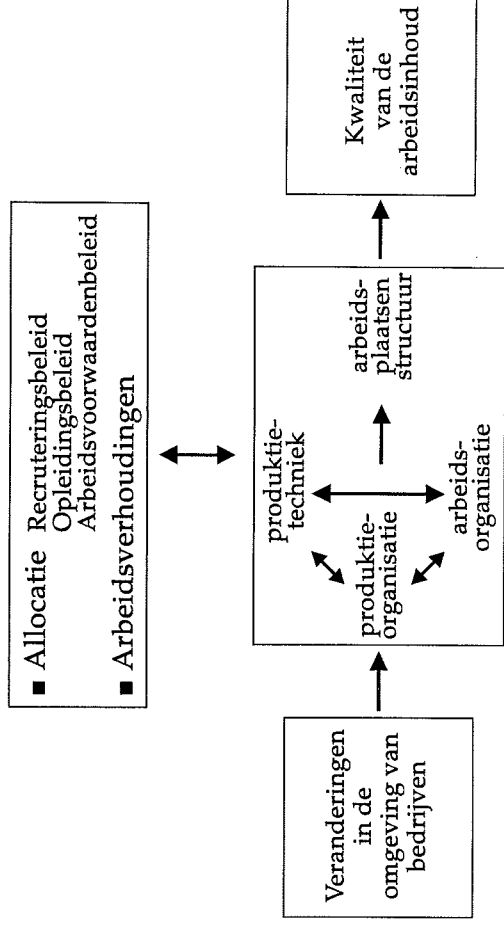 ■ Allocatie Recruteringsbeleid
Opleidingsbeleid
Arbeidsvoorwaardenbeleid
■ Arbeidsverhoudingen
Veranderingen
in de
omgeving van
bedrijven
produktie-
techniek
produktie-
organisatie
arbeids-
organisatie
arbeids-
plaatsen
structuur
Kwaliteit
van de
arbeidsinhoud